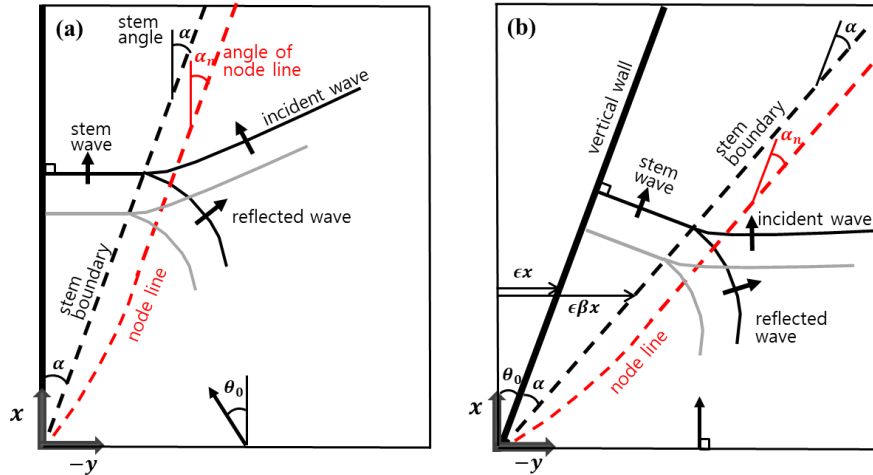 (a)
stem
angle
α
αₙ
angle of
node line
incident wave
stem
wave
reflected wave
stem
boundary
node line
α
θ₀
x
−y
(b)
vertical wall
α
stem
boundary
αₙ
stem
wave
incident wave
ϵx
ϵβx
reflected
wave
node line
θ₀
α
x
−y